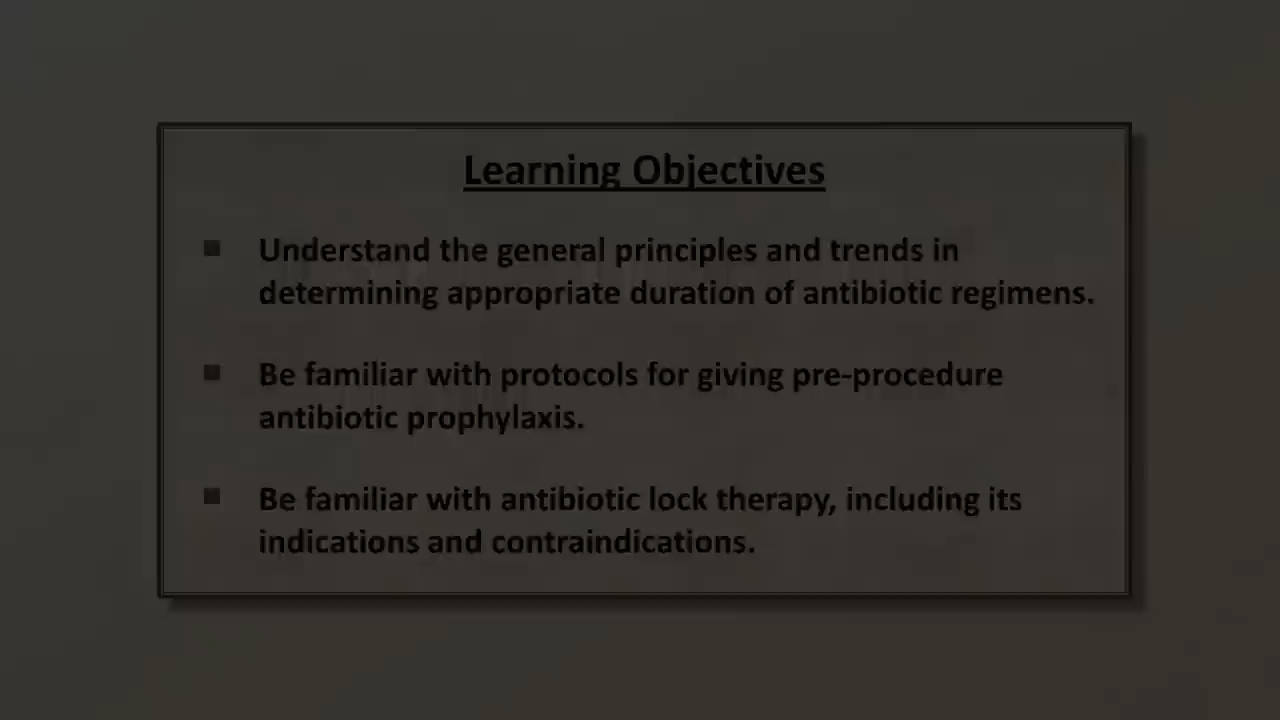 Learning Objectives
Understand the general principles and trends in
determining appropriate duration of antibiotic regimens.
Be familiar with protocols for giving pre-procedure
antibiotic prophylaxis.
Be familiar with antibiotic lock therapy, including its
indications and contraindications.